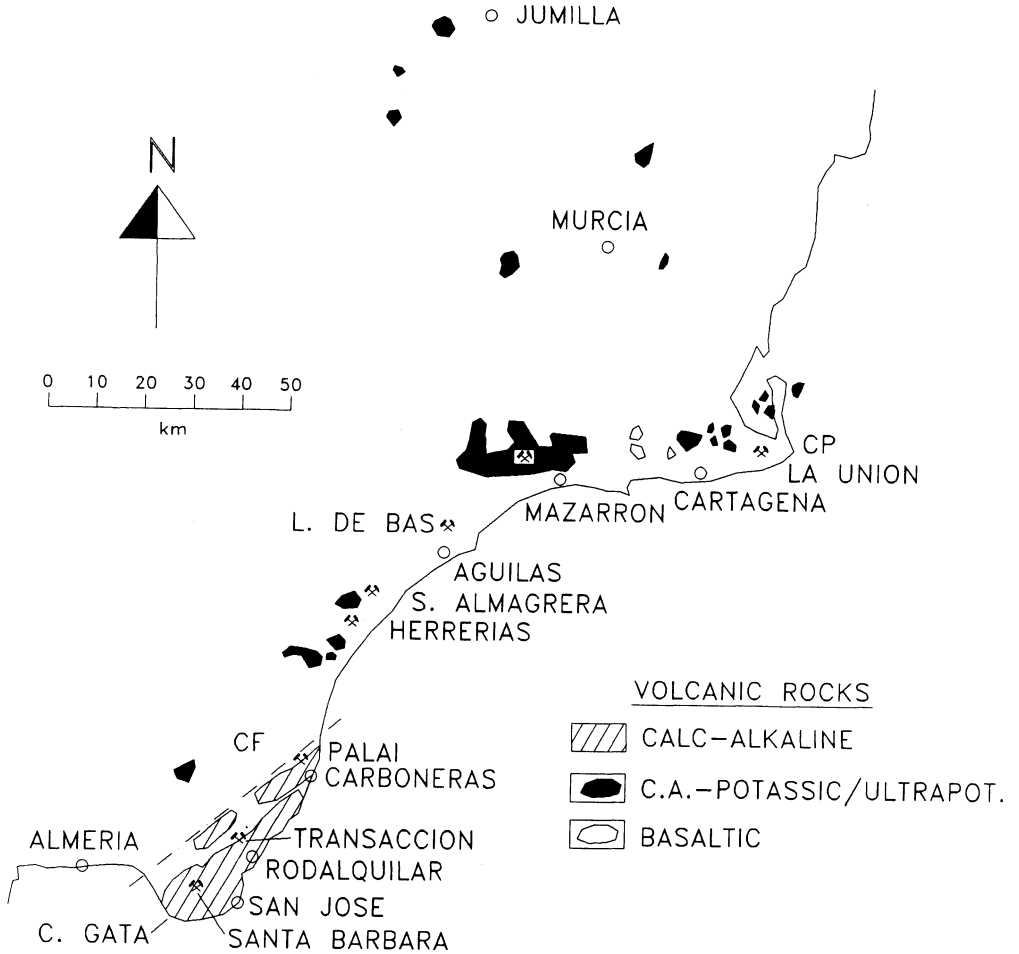 JUMILLA
N
MURCIA
0 10 20 30 40 50
km
CP
LA UNION
CARTAGENA
MAZARRON
L. DE BAS
AGUILAS
S. ALMAGRERA
HERRERIAS
VOLCANIC ROCKS
CALC-ALKALINE
C.A.-POTASSIC/ULTRAPOT.
BASALTIC
CF
PALAI
CARBONERAS
ALMERIA
TRANSACCION
RODALQUILAR
SAN JOSE
C. GATA
SANTA BARBARA